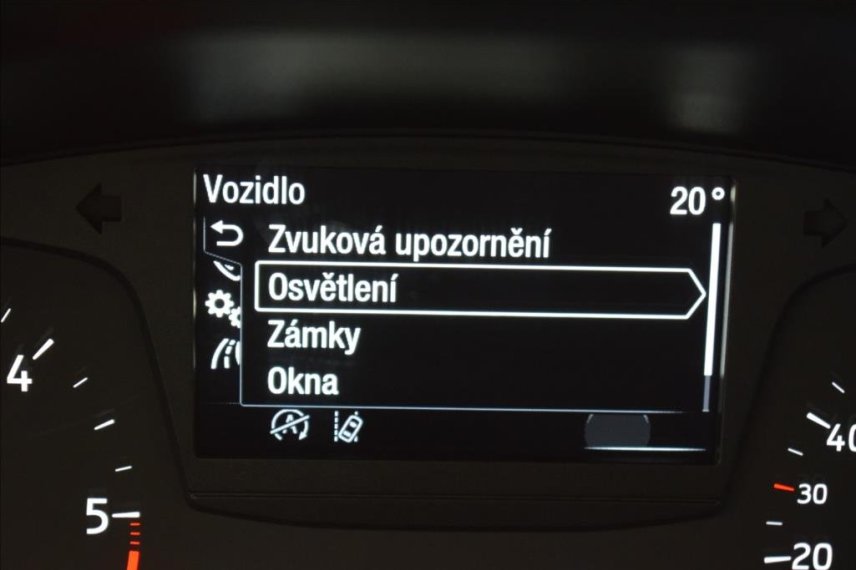 Vozidlo
20°
Zvuková upozornění
Osvětlení
Zámky
Okna
A
4
5
40
30
20